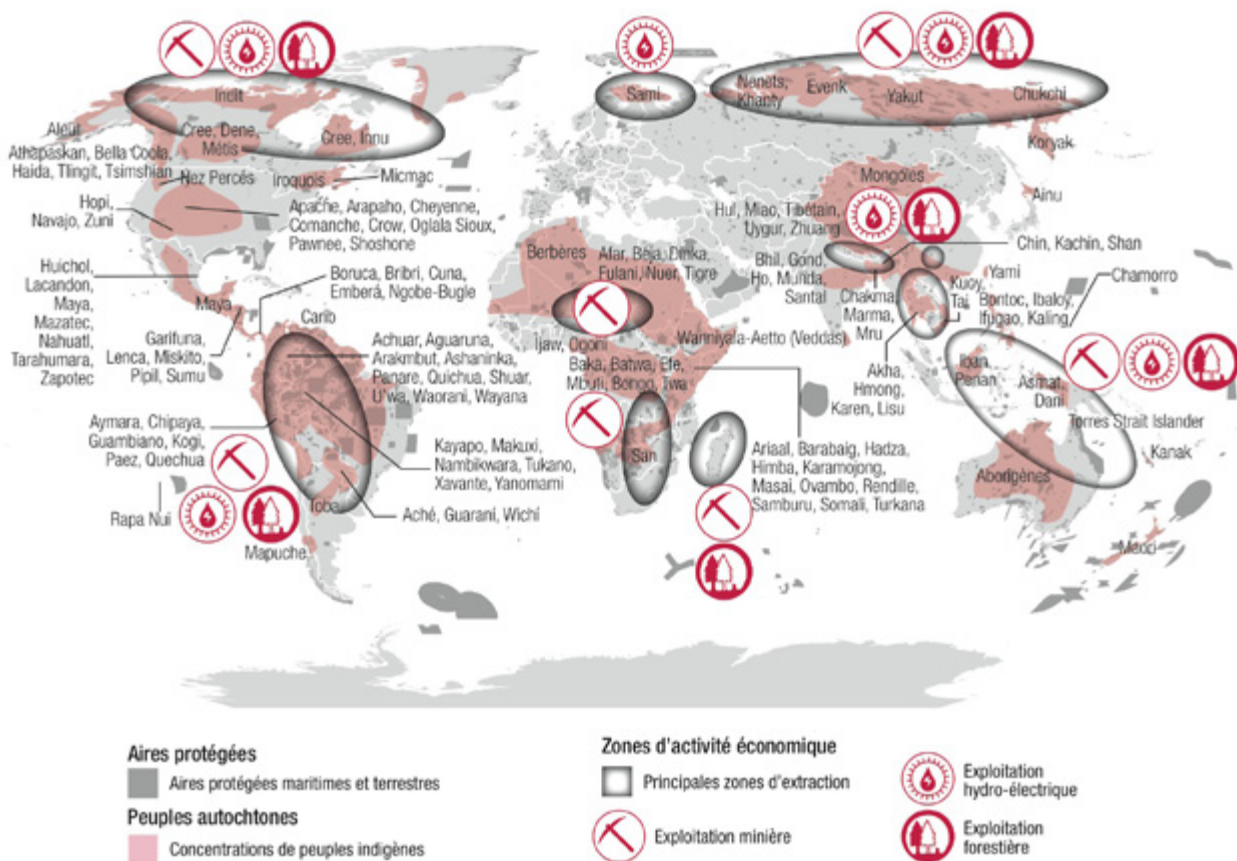 Inuit
Aléut
Cree, Dene,
Métis
Cree, Innu
Athapaskan, Bella Coola,
Haida, Tlingit, Tsimshian
Nez Percés
Iroquois
Micmac
Hopi,
Navajo, Zuni
Apache, Arapaho, Cheyenne,
Comanche, Crow, Oglala Sioux,
Pawnee, Shoshone
Huichol,
Lacandon,
Maya,
Mazatec,
Nahuatl,
Tarahumara,
Zapotec
Maya
Garifuna,
Lenca, Miskito,
Pipil, Sumu
Boruca, Bribri, Cuna,
Emberá, Ngobe-Bugle
Carib
Achuar, Aguaruna,
Arakmbut, Ashaninka,
Panare, Quichua, Shuar,
U'wa, Waorani, Wayana
Aymara, Chipaya,
Guambiano, Kogi,
Paez, Quechua
Kayapo, Makuxi,
Nambikwara, Tukano,
Xavante, Yanomami
Rapa Nui
Toba
Aché, Guarani, Wichí
Mapuche
Sami
Nenets,
Khanty
Evenk
Yakut
Chukchi
Koryak
Mongoles
Ainu
Hui, Miao, Tibétain,
Uygur, Zhuang
Berbères
Afar, Beja, Dinka,
Fulani, Nuer, Tigre
Bhil, Gond,
Ho, Munda,
Santal
Chin, Kachin, Shan
Chakma,
Marma,
Mru
Kuoy,
Tai
Yami
Bontoc, Ibaloy,
Ifugao, Kaling
Chamorro
Ijaw, Ogoni
Wanniyala-Aetto (Veddas)
Baka, Batwa, Efe,
Mbuti, Bongo, Twa
Akha,
Hmong,
Karen, Lisu
Iban,
Penan
Asmat,
Dani
Torres Strait Islander
San
Ariaal, Barabaig, Hadza,
Himba, Karamojong,
Masai, Ovambo, Rendille,
Samburu, Somali, Turkana
Aborigènes
Kanak
Maori
Aires protégées
Aires protégées maritimes et terrestres
Peuples autochtones
Concentrations de peuples indigènes
Zones d'activité économique
Principales zones d'extraction
Exploitation minière
Exploitation
hydro-électrique
Exploitation
forestière